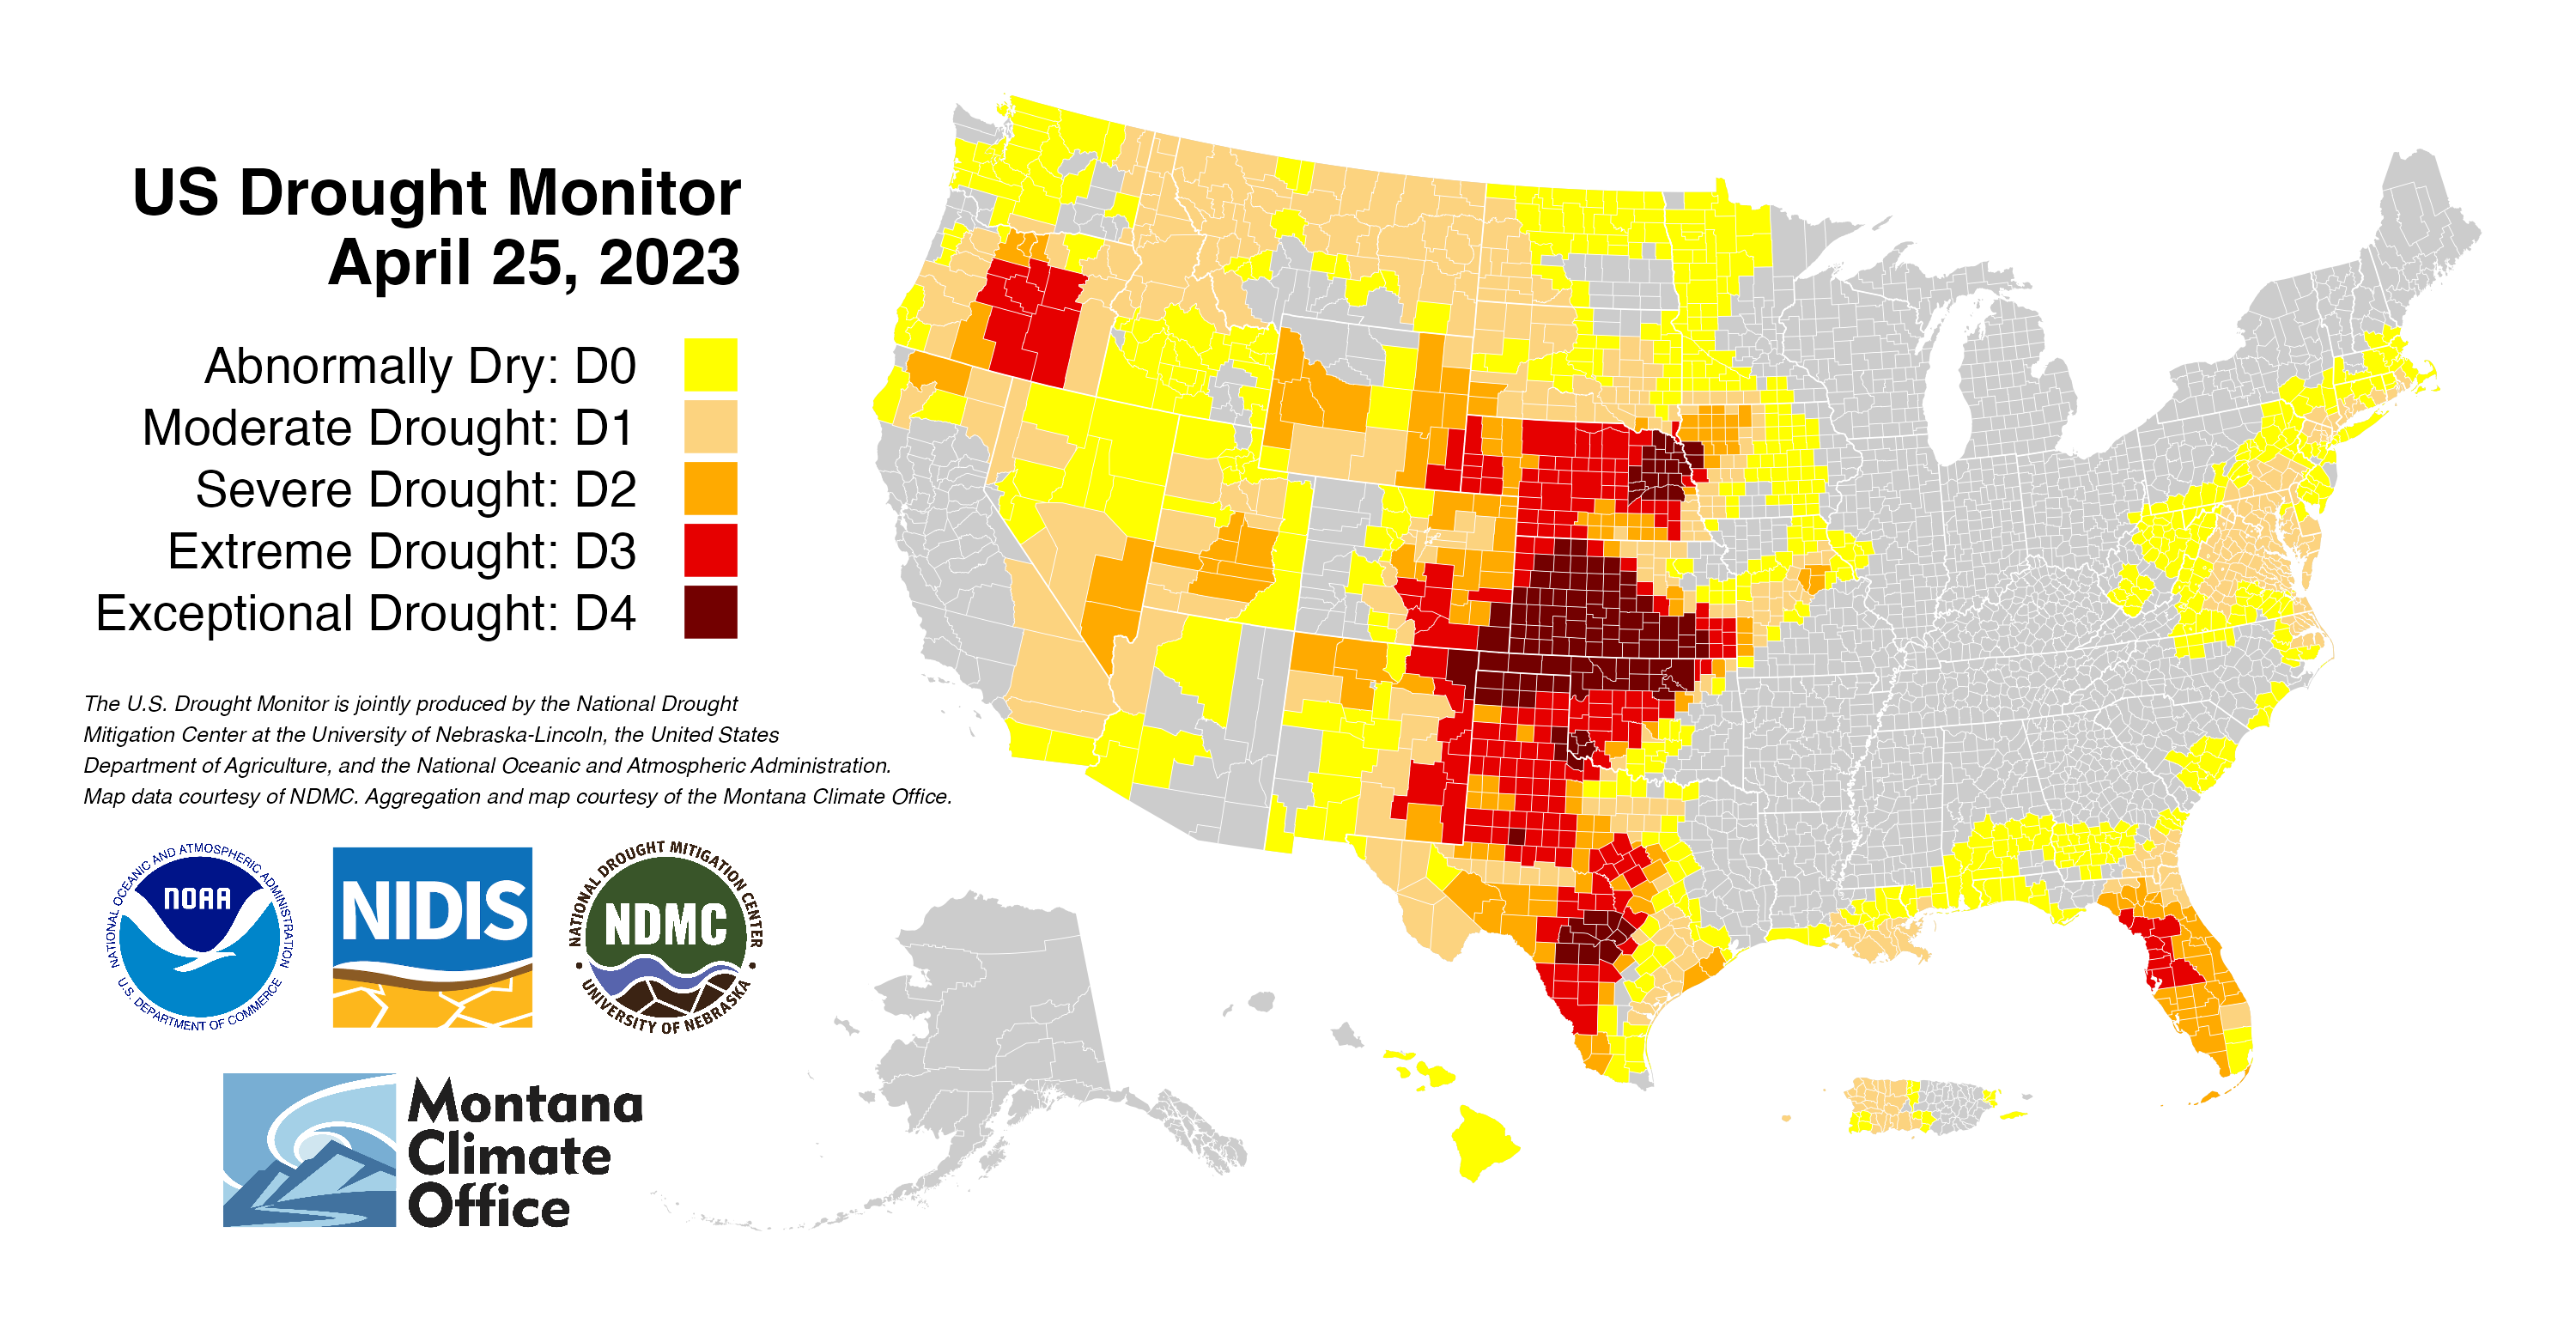 US Drought Monitor
April 25, 2023
Abnormally Dry: D0
Moderate Drought: D1
Severe Drought: D2
Extreme Drought: D3
Exceptional Drought: D4
The U.S. Drought Monitor is jointly produced by the National Drought
Mitigation Center at the University of Nebraska-Lincoln, the United States
Department of Agriculture, and the National Oceanic and Atmospheric Administration.
Map data courtesy of NDMC. Aggregation and map courtesy of the Montana Climate Office.
NATIONAL OCEANIC AND ATMOSPHERIC ADMINISTRATION
NOAA
U.S. DEPARTMENT OF COMMERCE
NIDIS
NATIONAL DROUGHT MITIGATION CENTER
NDMC
UNIVERSITY OF NEBRASKA
Montana
Climate
Office